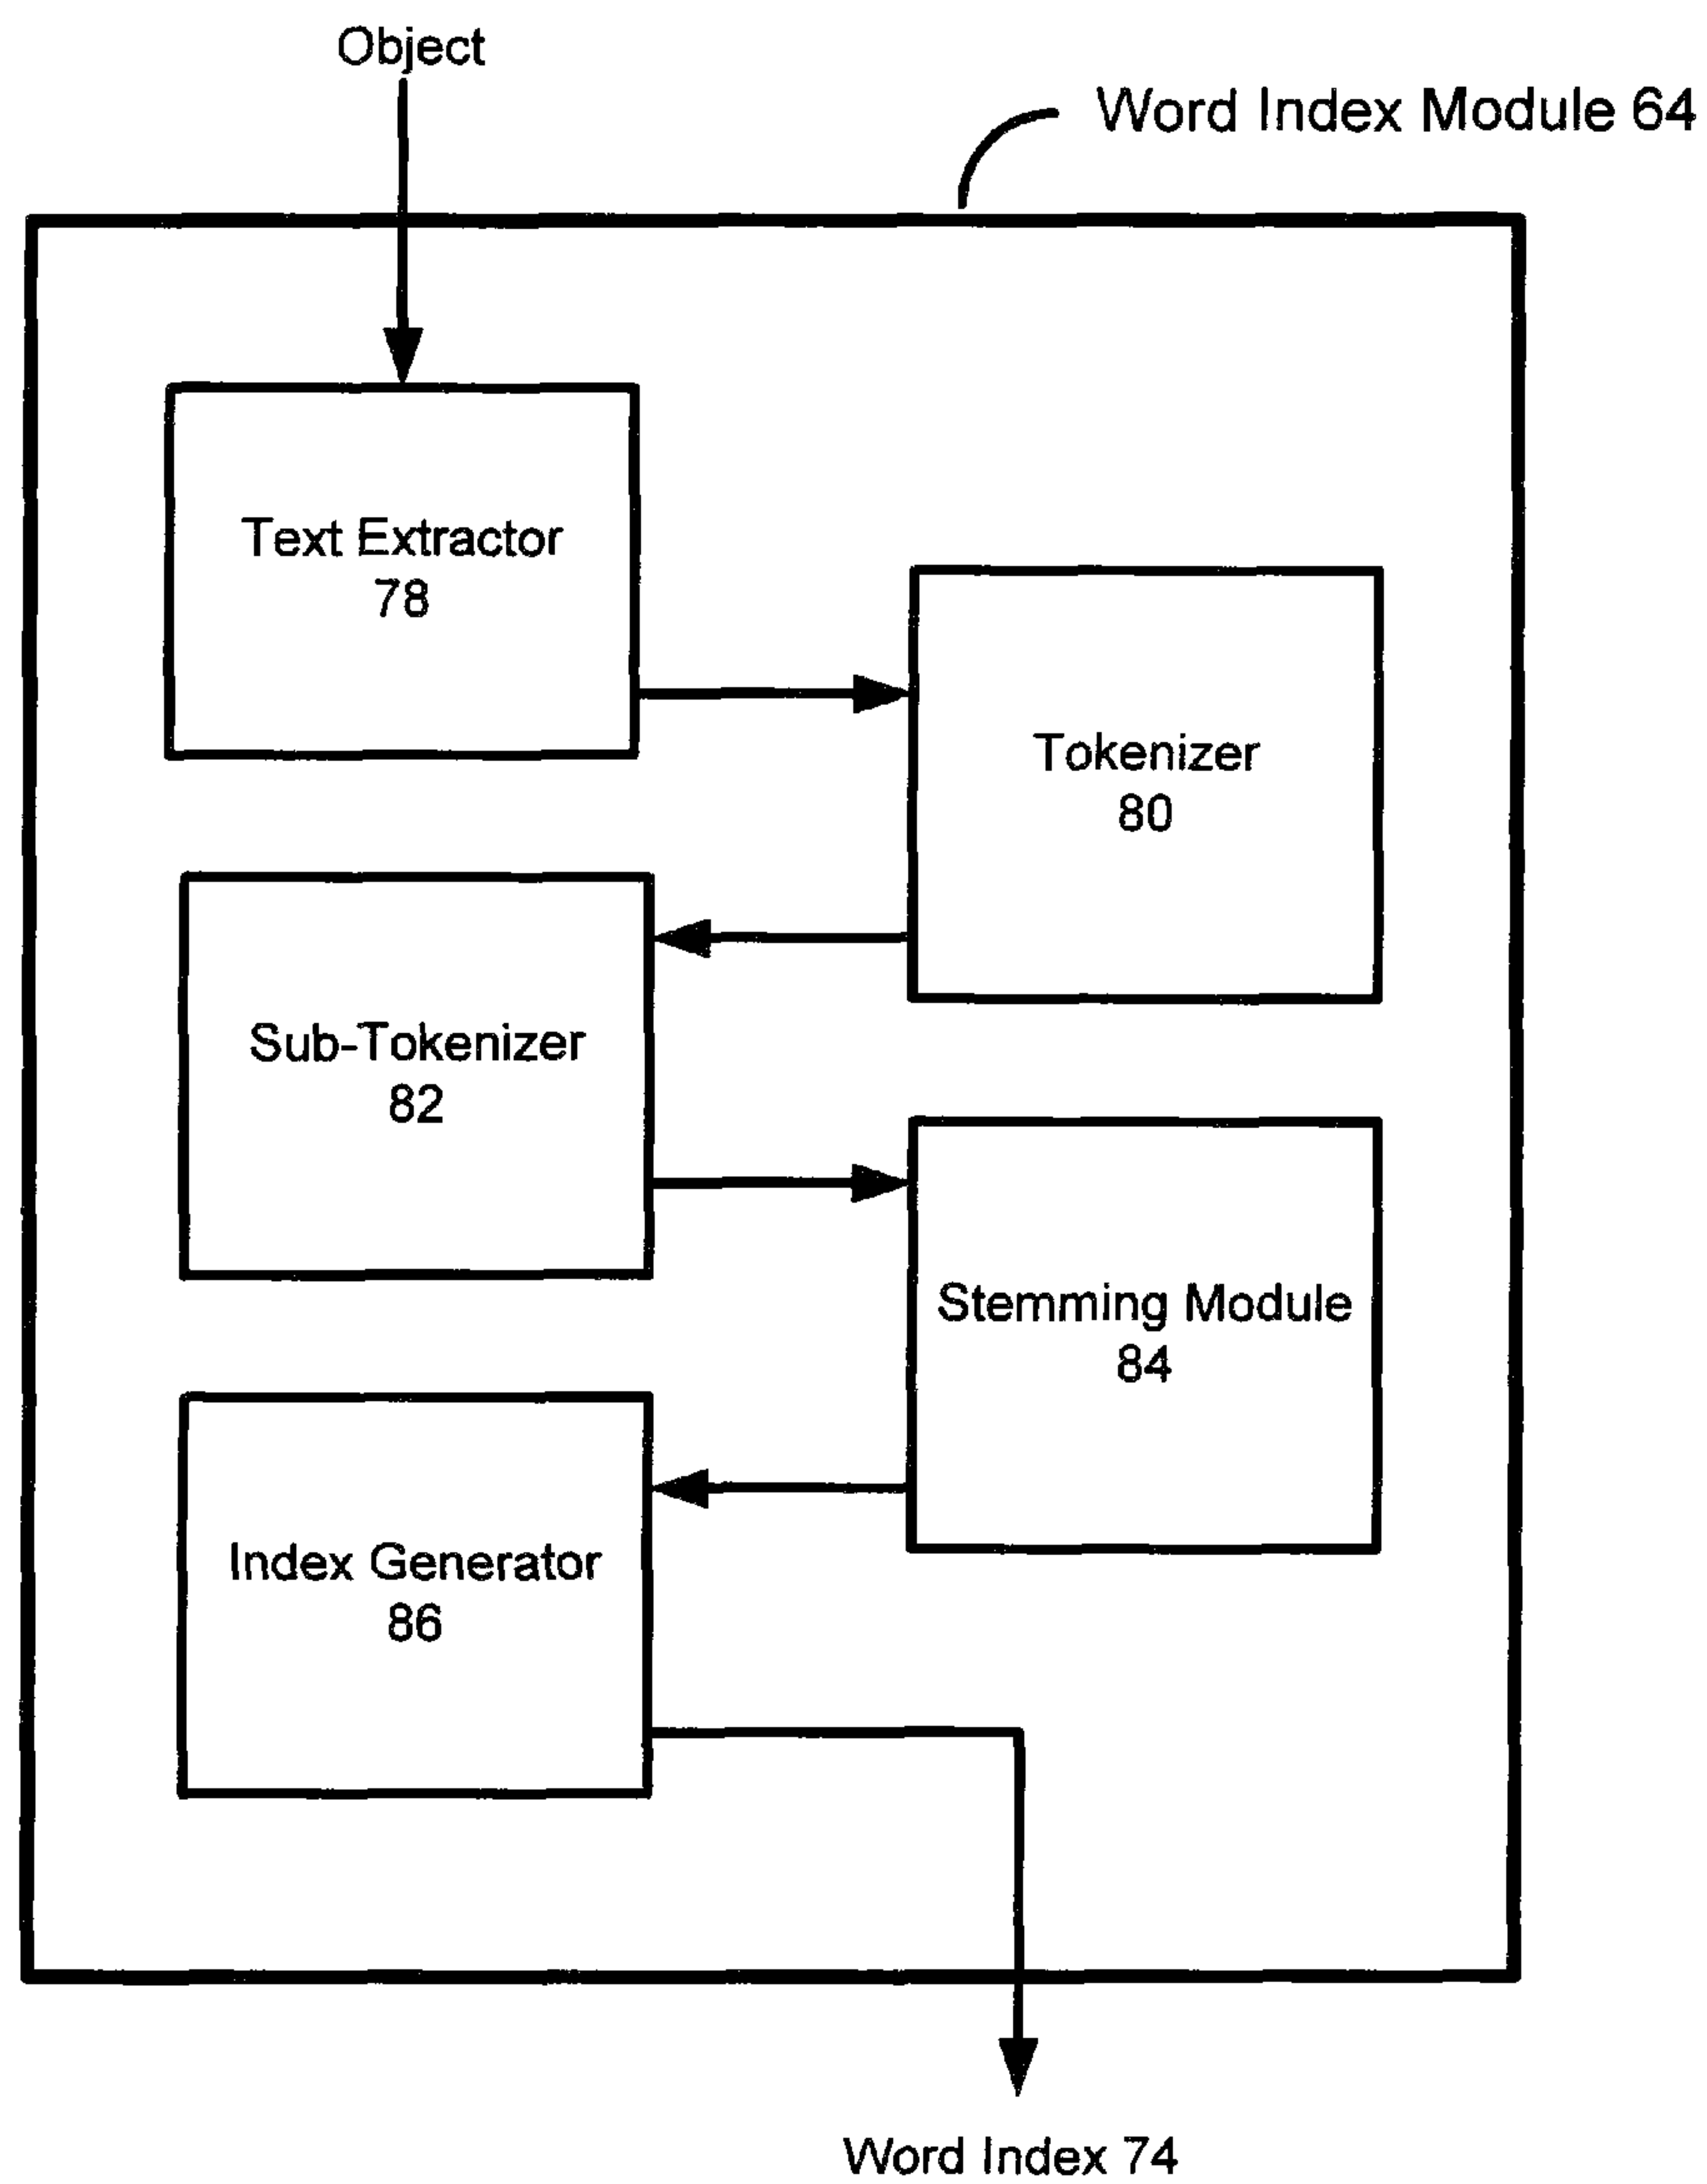 Object
Word Index Module 64
Text Extractor
78
Tokenizer
80
Sub-Tokenizer
82
Stemming Module
84
Index Generator
86
Word Index 74